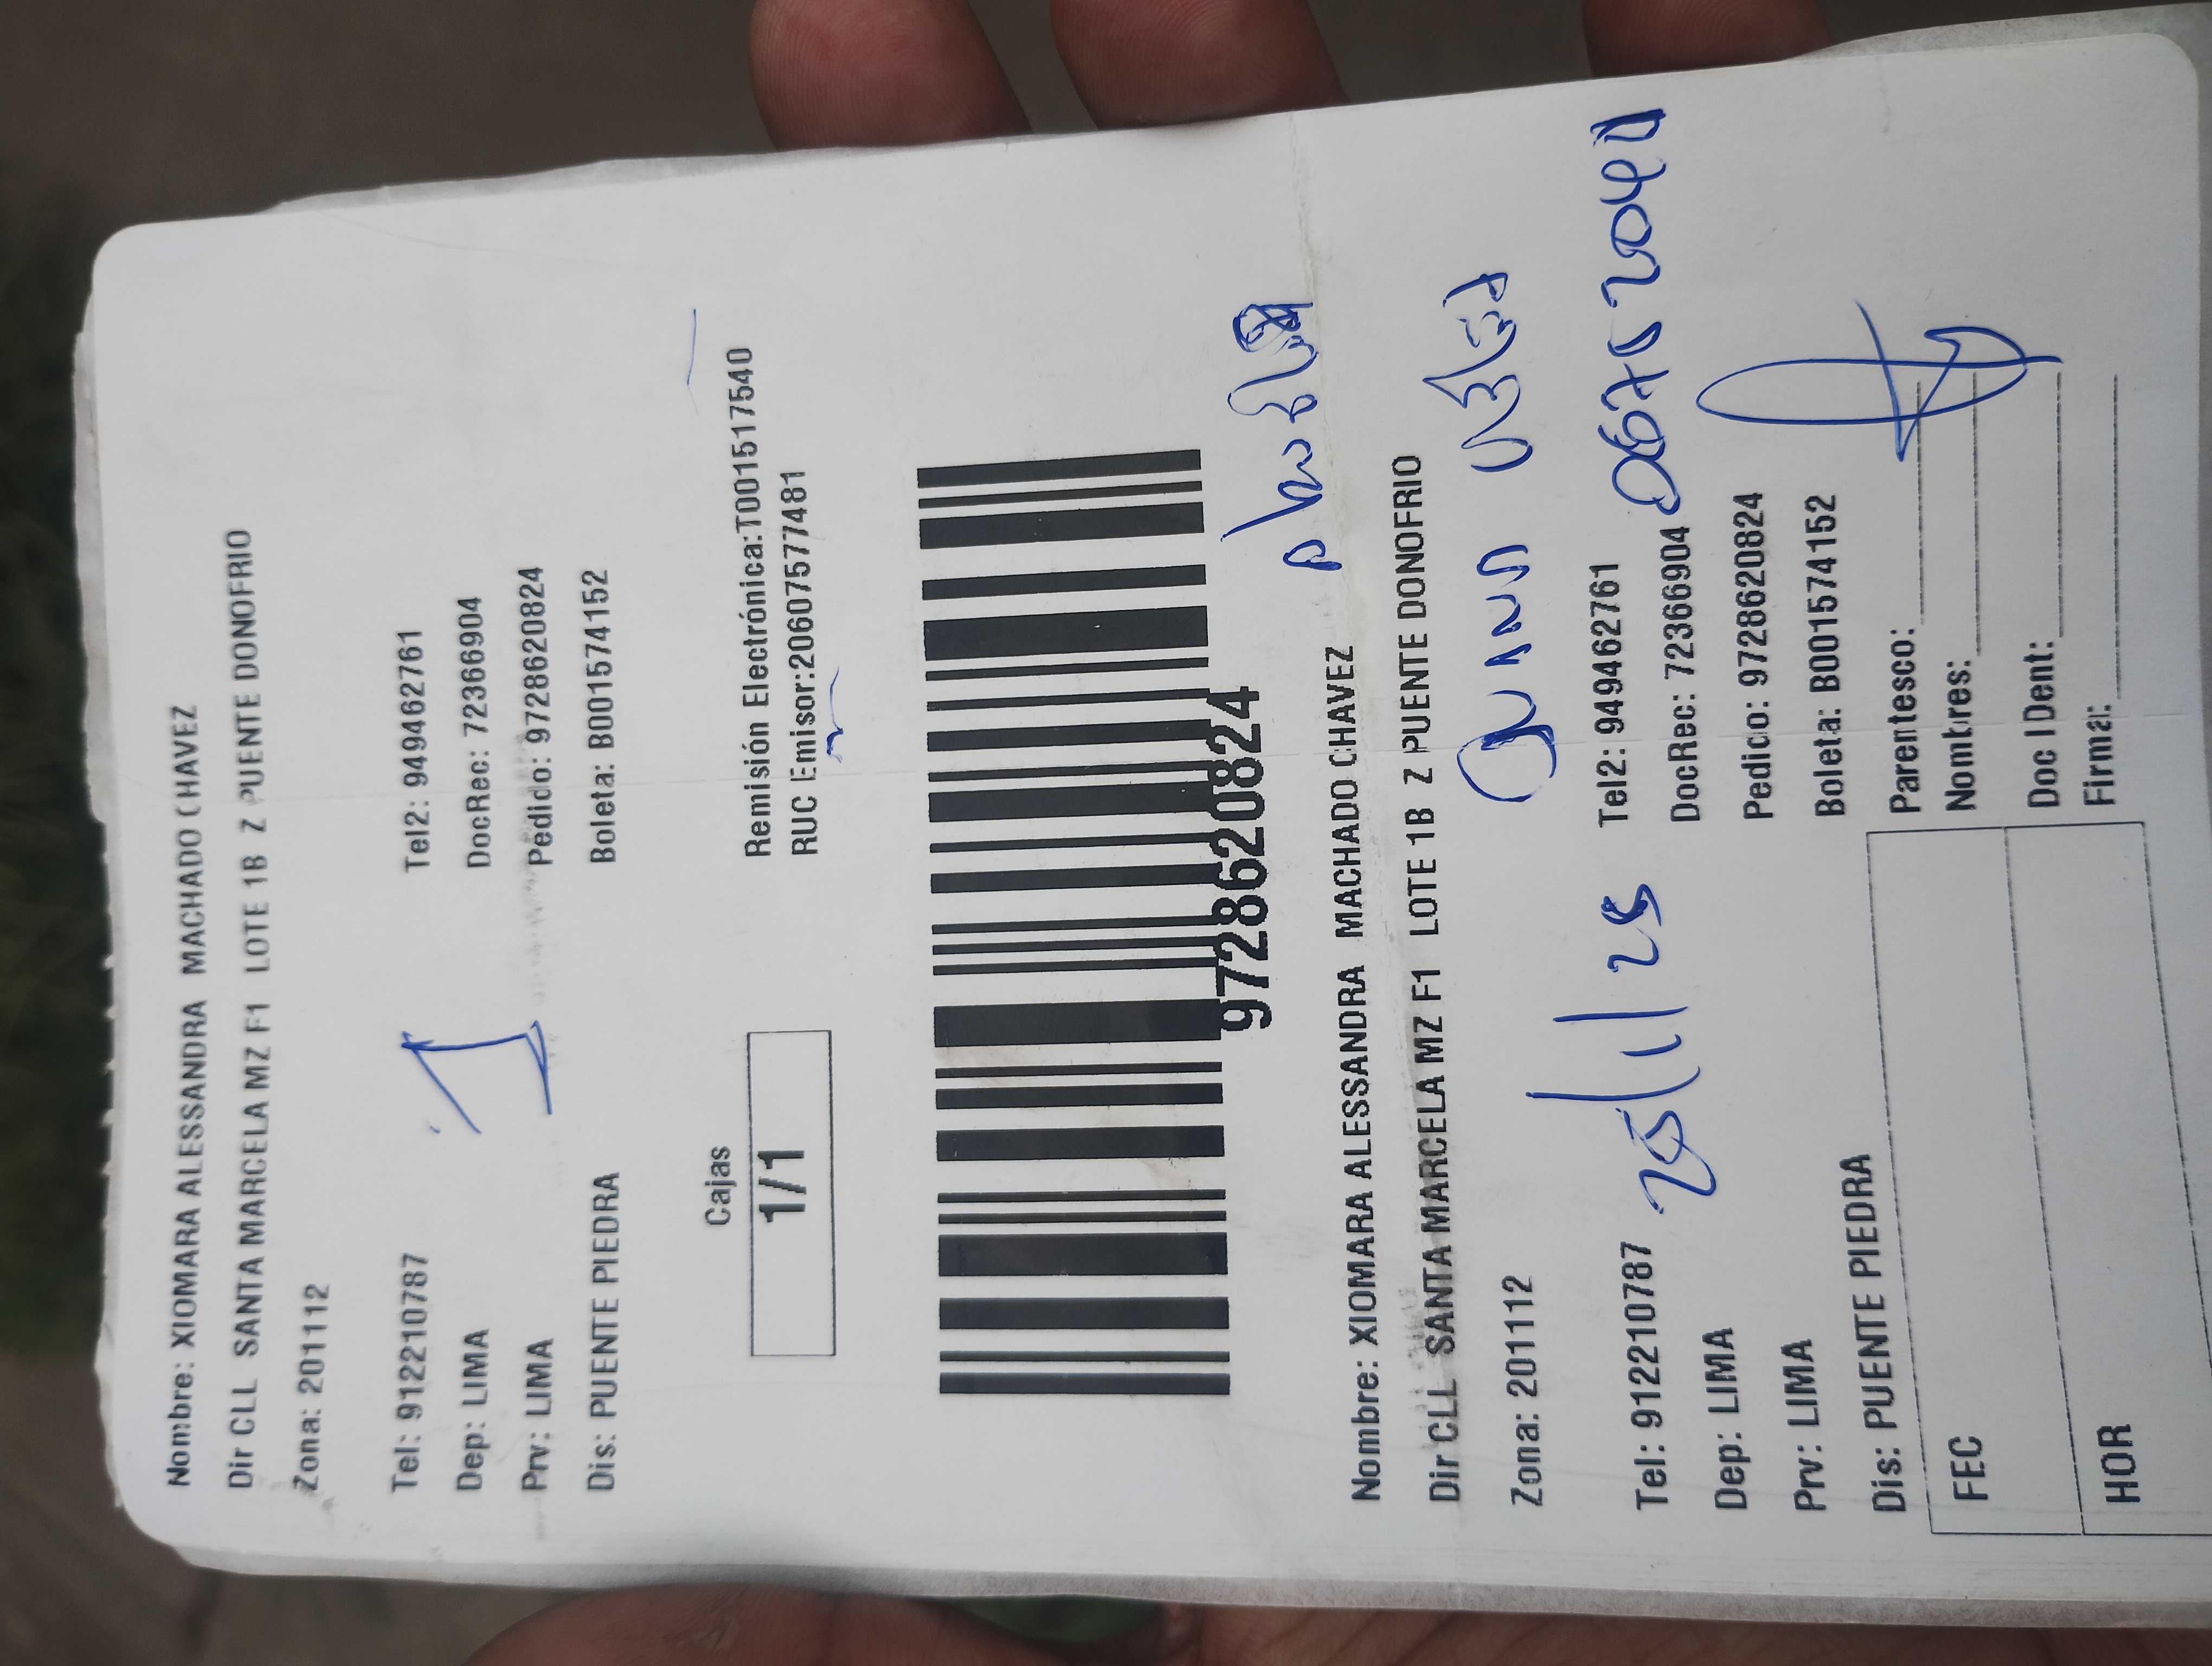 Nombre: XIOMARA ALESSANDRA MACHADO CHAVEZ
Dir CLL SANTA MARCELA MZ F1 LOTE 1B Z PUENTE DONOFRIO
Zona: 201112
Tel: 912210787 Tel2: 949462761
Dep: LIMA DocRec: 72366904
1
Prv: LIMA Pedido: 9728620824
Dis: PUENTE PIEDRA Boleta: B001574152
Cajas
1/1
Remisión Electrónica:T001517540
RUC Emisor:20607577481
9728620824
Nombre: XIOMARA ALESSANDRA MACHADO CHAVEZ
Dir CLL SANTA MARCELA MZ F1 LOTE 1B Z PUENTE DONOFRIO
Zona: 201112
Tel: 912210787 Tel2: 949462761
Dep: LIMA DocRec: 72366904
Prv: LIMA Pedido: 9728620824
Dis: PUENTE PIEDRA Boleta: B001574152
FEC Parentesco:
Nombres:
HOR Doc IDent:
Firma: